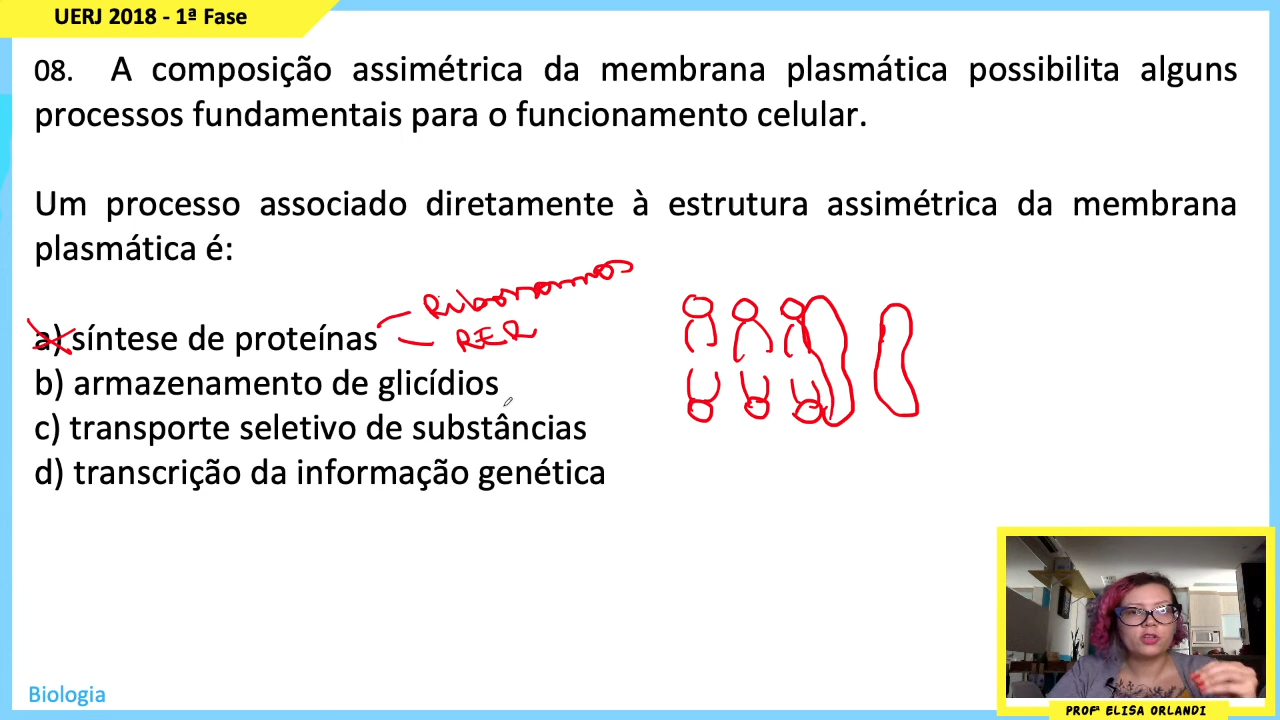 UERJ 2018 - 1ª Fase
08. A composição assimétrica da membrana plasmática possibilita alguns
processos fundamentais para o funcionamento celular.
Um processo associado diretamente à estrutura assimétrica da membrana
plasmática é:
Ribossomos
a) síntese de proteínas
RER
b) armazenamento de glicídios
c) transporte seletivo de substâncias
d) transcrição da informação genética
Biologia
PROFª ELISA ORLANDI